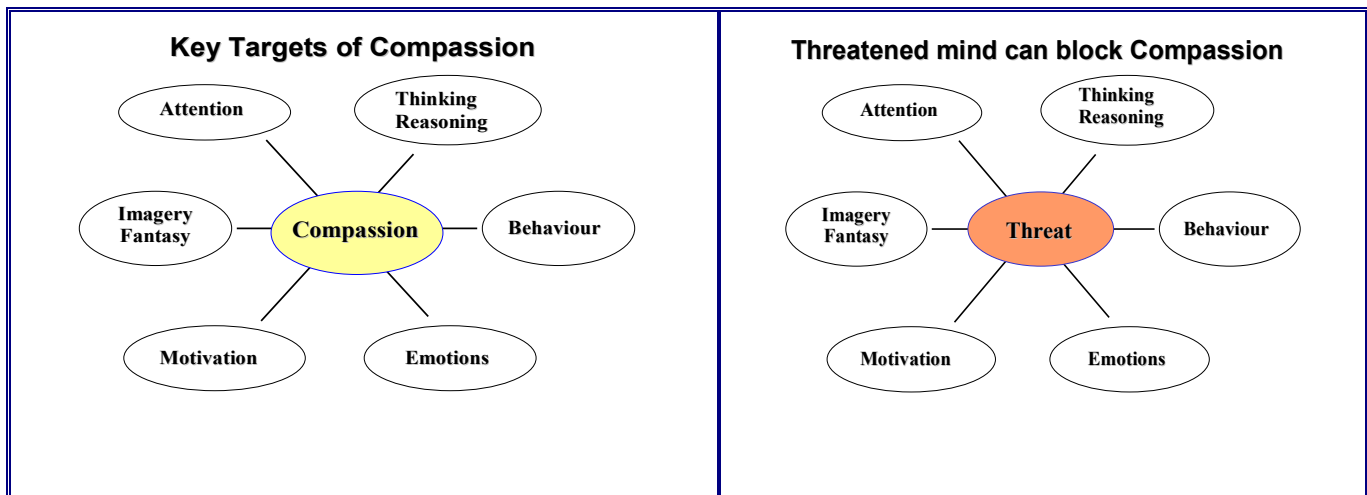 Key Targets of Compassion
Attention
Thinking
Reasoning
Imagery
Fantasy
Compassion
Behaviour
Motivation
Emotions
Threatened mind can block Compassion
Attention
Thinking
Reasoning
Imagery
Fantasy
Threat
Behaviour
Motivation
Emotions